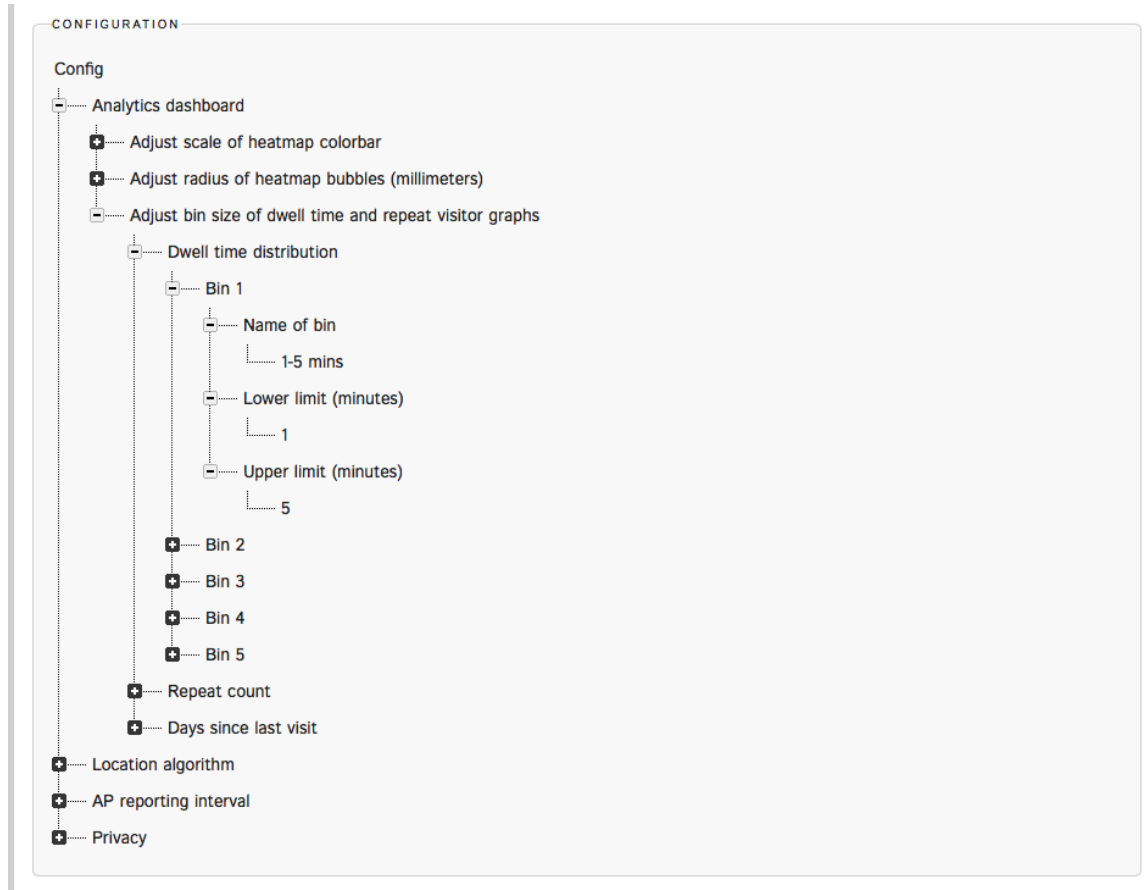 CONFIGURATION
Config
Analytics dashboard
Adjust scale of heatmap colorbar
Adjust radius of heatmap bubbles (millimeters)
Adjust bin size of dwell time and repeat visitor graphs
Dwell time distribution
Bin 1
Name of bin
1-5 mins
Lower limit (minutes)
1
Upper limit (minutes)
5
Bin 2
Bin 3
Bin 4
Bin 5
Repeat count
Days since last visit
Location algorithm
AP reporting interval
Privacy